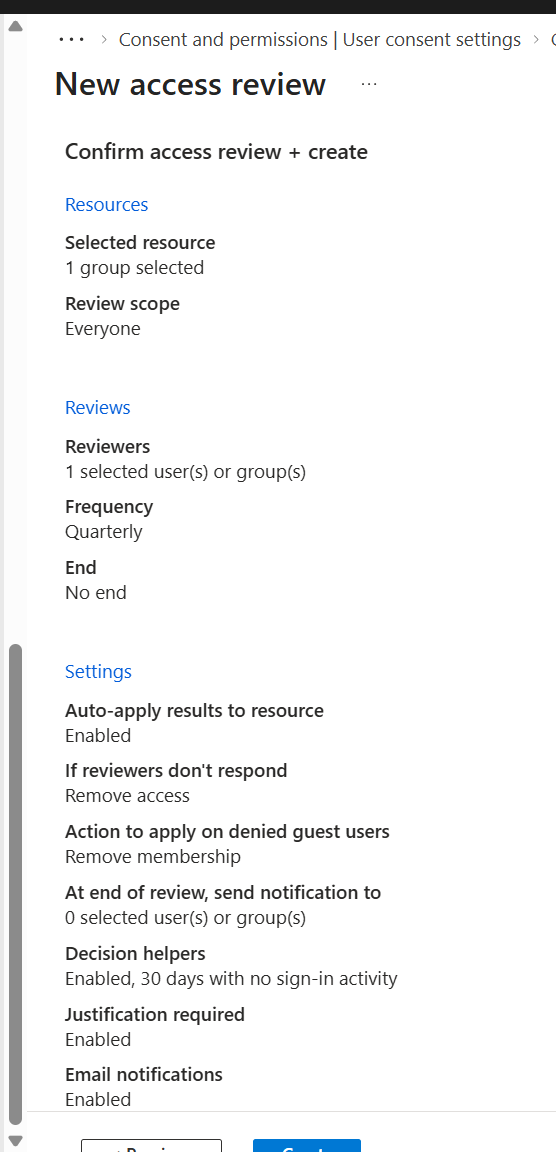 ··· > Consent and permissions | User consent settings >
New access review ...
Confirm access review + create
Resources
Selected resource
1 group selected
Review scope
Everyone
Reviews
Reviewers
1 selected user(s) or group(s)
Frequency
Quarterly
End
No end
Settings
Auto-apply results to resource
Enabled
If reviewers don't respond
Remove access
Action to apply on denied guest users
Remove membership
At end of review, send notification to
0 selected user(s) or group(s)
Decision helpers
Enabled, 30 days with no sign-in activity
Justification required
Enabled
Email notifications
Enabled